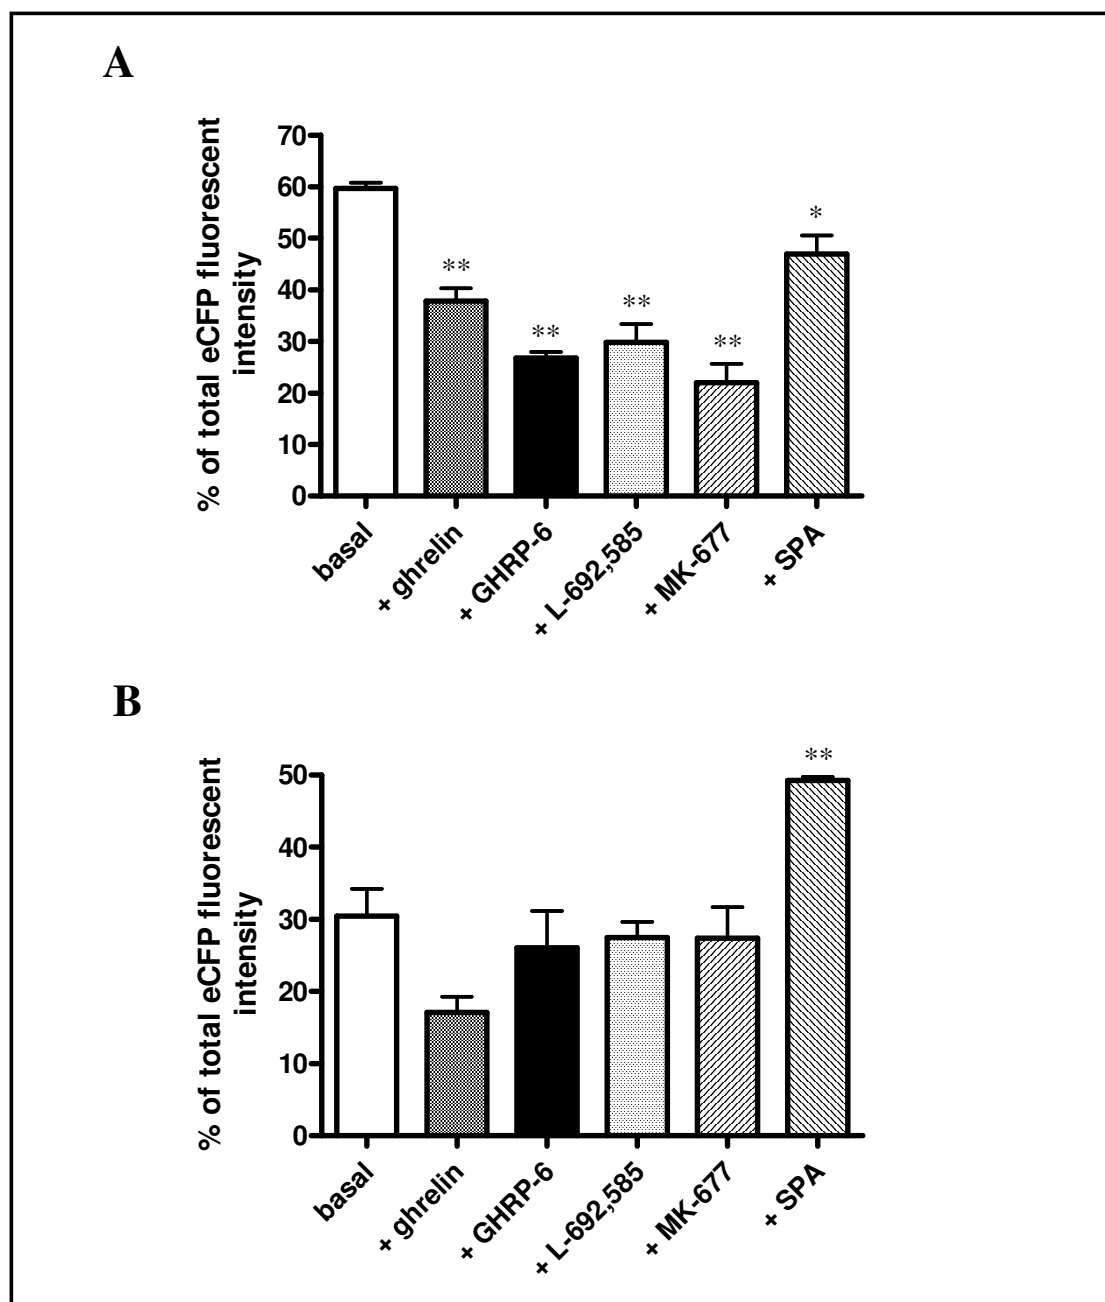 A
% of total eCFP fluorescent
intensity
70
60
50
40
30
20
10
0
**
**
**
**
*
basal
+ ghrelin
+ GHRP-6
+ L-692,585
+ MK-677
+ SPA
B
% of total eCFP fluorescent
intensity
50
40
30
20
10
0
**
basal
+ ghrelin
+ GHRP-6
+ L-692,585
+ MK-677
+ SPA